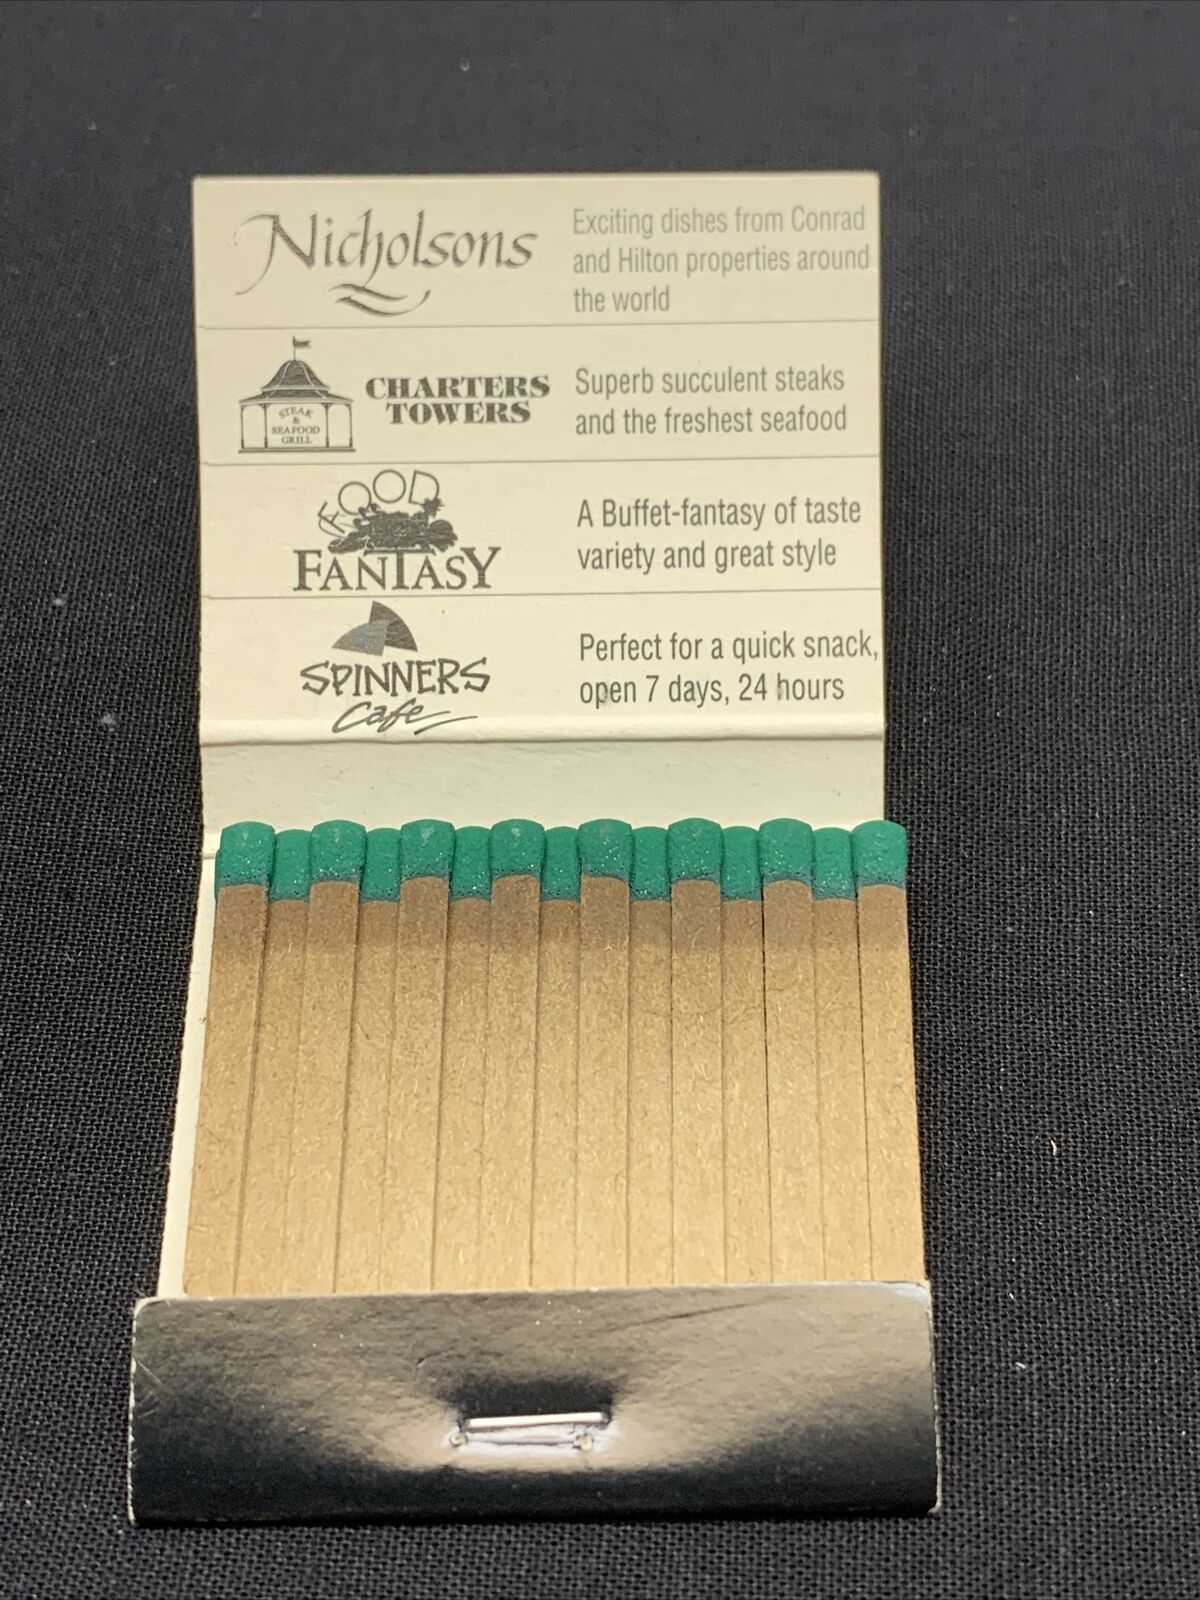 Nicholsons
Exciting dishes from Conrad
and Hilton properties around
the world
STEAK
&
SEAFOOD
GRILL
CHARTERS
TOWERS
Superb succulent steaks
and the freshest seafood
FOOD
FANTASY
A Buffet-fantasy of taste
variety and great style
SPINNERS
Cafe
Perfect for a quick snack,
open 7 days, 24 hours